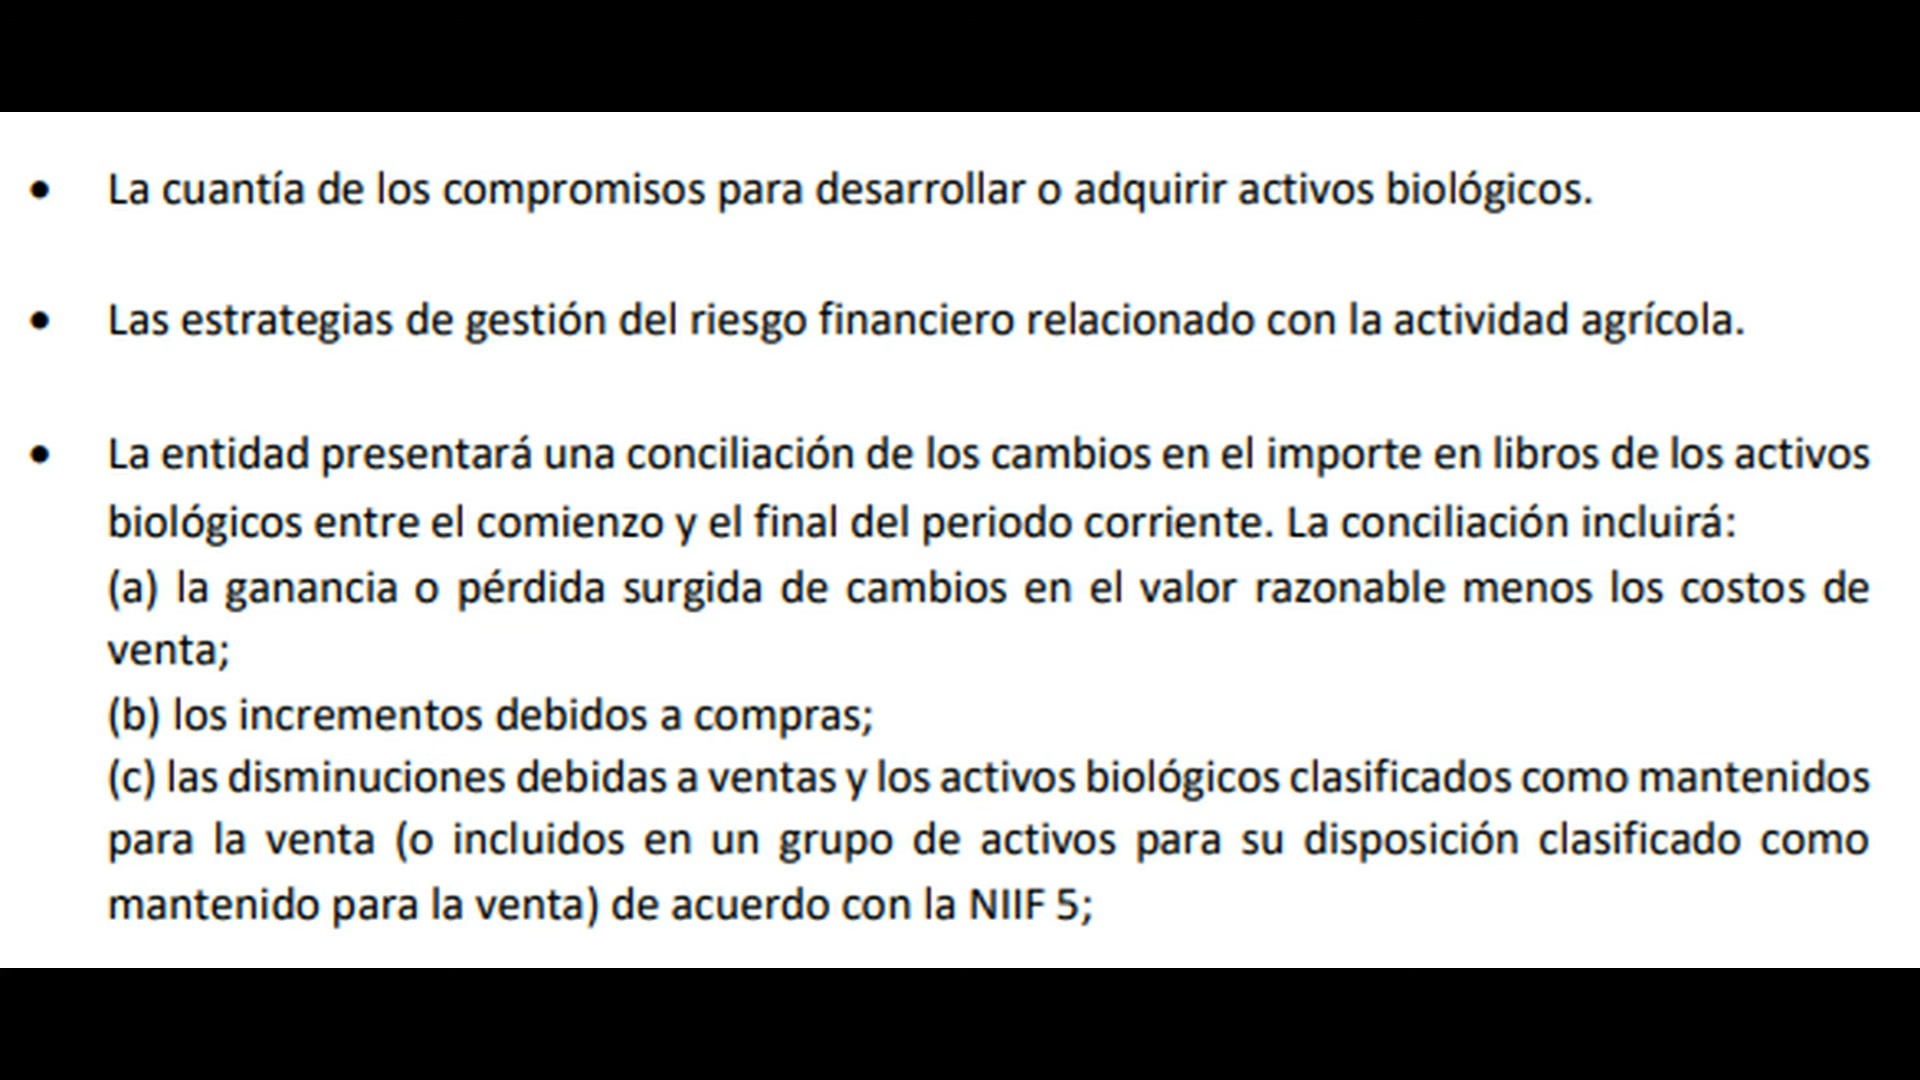 • La cuantía de los compromisos para desarrollar o adquirir activos biológicos.
• Las estrategias de gestión del riesgo financiero relacionado con la actividad agrícola.
• La entidad presentará una conciliación de los cambios en el importe en libros de los activos
biológicos entre el comienzo y el final del periodo corriente. La conciliación incluirá:
(a) la ganancia o pérdida surgida de cambios en el valor razonable menos los costos de
venta;
(b) los incrementos debidos a compras;
(c) las disminuciones debidas a ventas y los activos biológicos clasificados como mantenidos
para la venta (o incluidos en un grupo de activos para su disposición clasificado como
mantenido para la venta) de acuerdo con la NIIF 5;